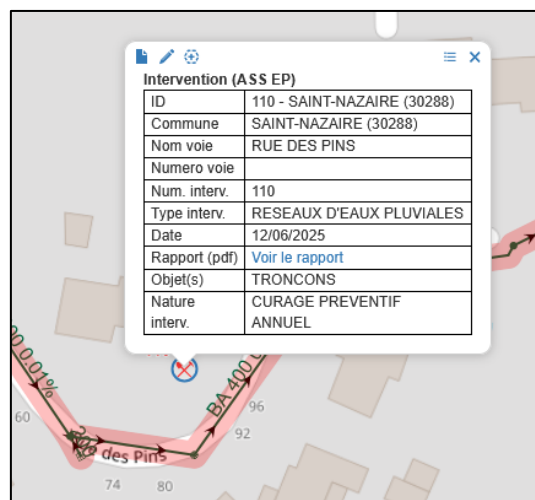 Intervention (ASS EP)
ID 110 - SAINT-NAZAIRE (30288)
Commune SAINT-NAZAIRE (30288)
Nom voie RUE DES PINS
Numero voie
Num. interv. 110
Type interv. RESEAUX D'EAUX PLUVIALES
Date 12/06/2025
Rapport (pdf) Voir le rapport
Objet(s) TRONCONS
Nature CURAGE PREVENTIF
interv. ANNUEL
0.01%
BA 400
60
96
92
des Pins
74
80